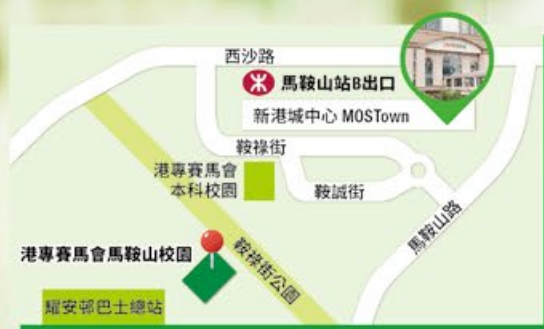 西沙路
馬鞍山站B出口
新港城中心 MOSTown
鞍祿街
港專賽馬會
本科校園
鞍誠街
馬鞍山路
港專賽馬會馬鞍山校園
鞍祿街公園
耀安邨巴士總站